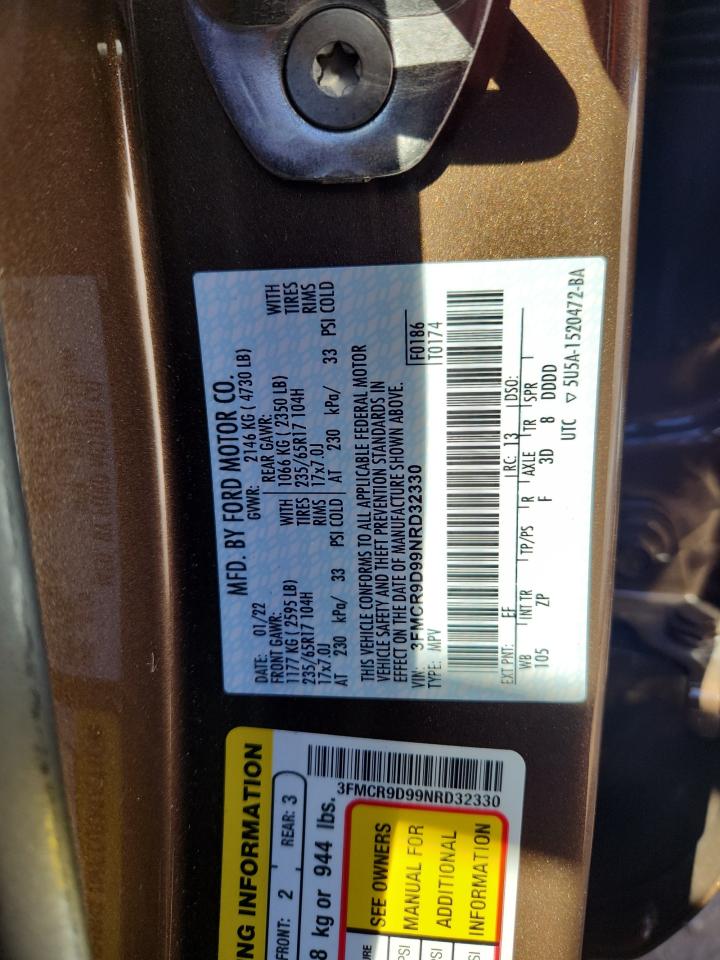 MFD. BY FORD MOTOR CO.
DATE: 01/22 GVWR: 2146 KG ( 4730 LB)
FRONT GAWR: REAR GAWR:
1177 KG ( 2595 LB) WITH 1066 KG ( 2350 LB) WITH
235/65R17 104H TIRES 235/65R17 104H TIRES
17x7.0J RIMS 17x7.0J RIMS
AT 230 kPa/ 33 PSI COLD AT 230 kPa/ 33 PSI COLD
THIS VEHICLE CONFORMS TO ALL APPLICABLE FEDERAL MOTOR
VEHICLE SAFETY AND THEFT PREVENTION STANDARDS IN
EFFECT ON THE DATE OF MANUFACTURE SHOWN ABOVE.
VIN: 3FMCR9D99NRD32330 F0186
TYPE: MPV T0174
EXT PNT: EF RC: 13 DSO:
WB INT TR TP/PS R AXLE TR SPR
105 ZP F 3D 8 DDDD
UTC ▽5U5A-1520472-BA
NG INFORMATION
FRONT: 2 REAR: 3
8 kg or 944 lbs.
3FMCR9D99NRD32330
SEE OWNERS
MANUAL FOR
ADDITIONAL
INFORMATION